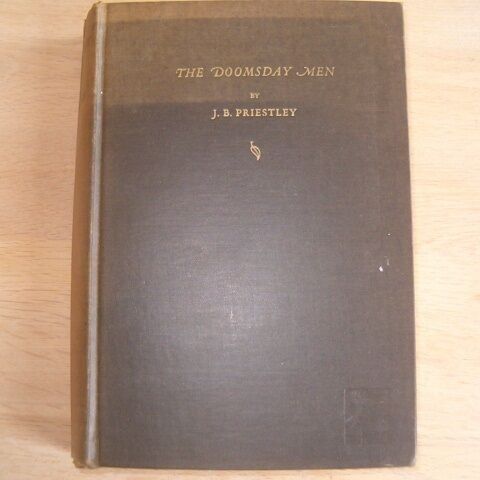 THE DOOMSDAY MEN
BY
J. B. PRIESTLEY